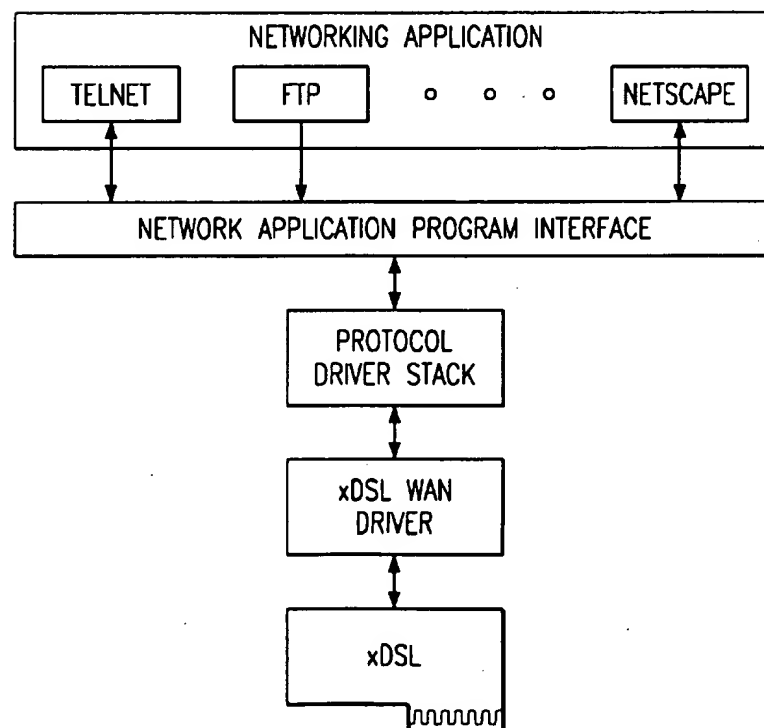 NETWORKING APPLICATION
TELNET
FTP
NETSCAPE
NETWORK APPLICATION PROGRAM INTERFACE
PROTOCOL
DRIVER STACK
xDSL WAN
DRIVER
xDSL